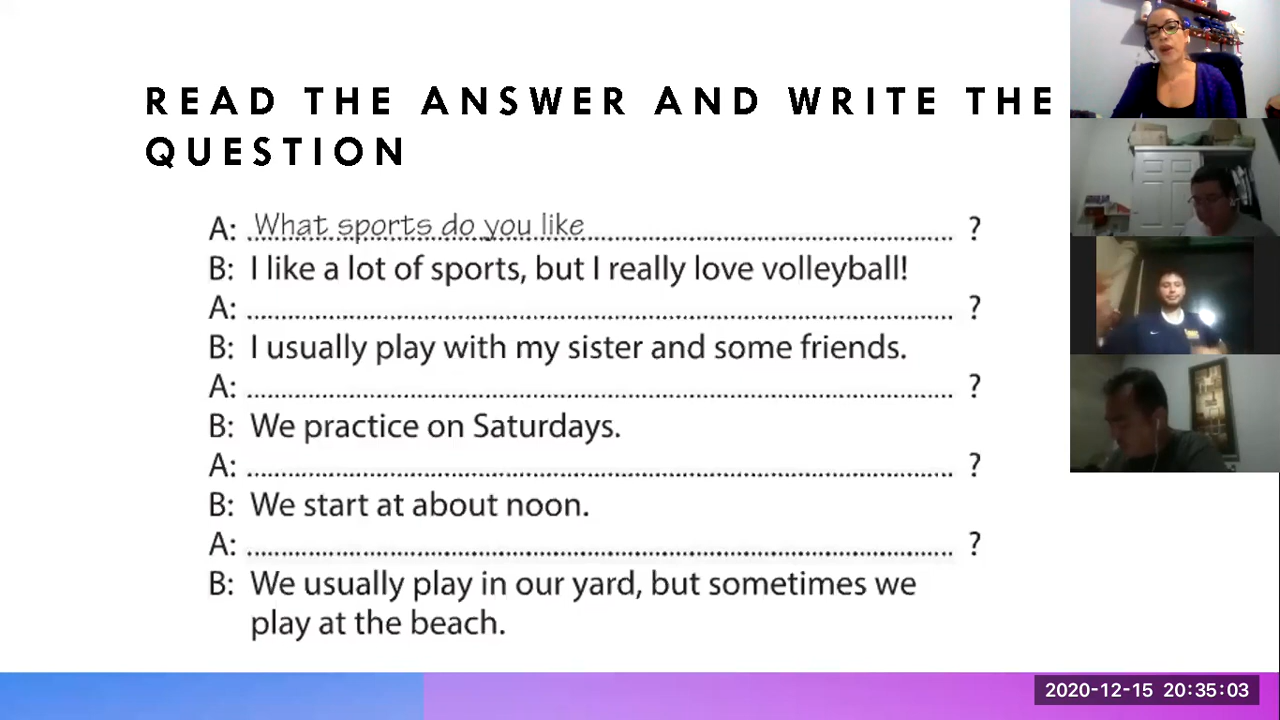 READ THE ANSWER AND WRITE THE
QUESTION
A: What sports do you like ?
B: I like a lot of sports, but I really love volleyball!
A: ?
B: I usually play with my sister and some friends.
A: ?
B: We practice on Saturdays.
A: ?
B: We start at about noon.
A: ?
B: We usually play in our yard, but sometimes we
play at the beach.
2020-12-15 20:35:03